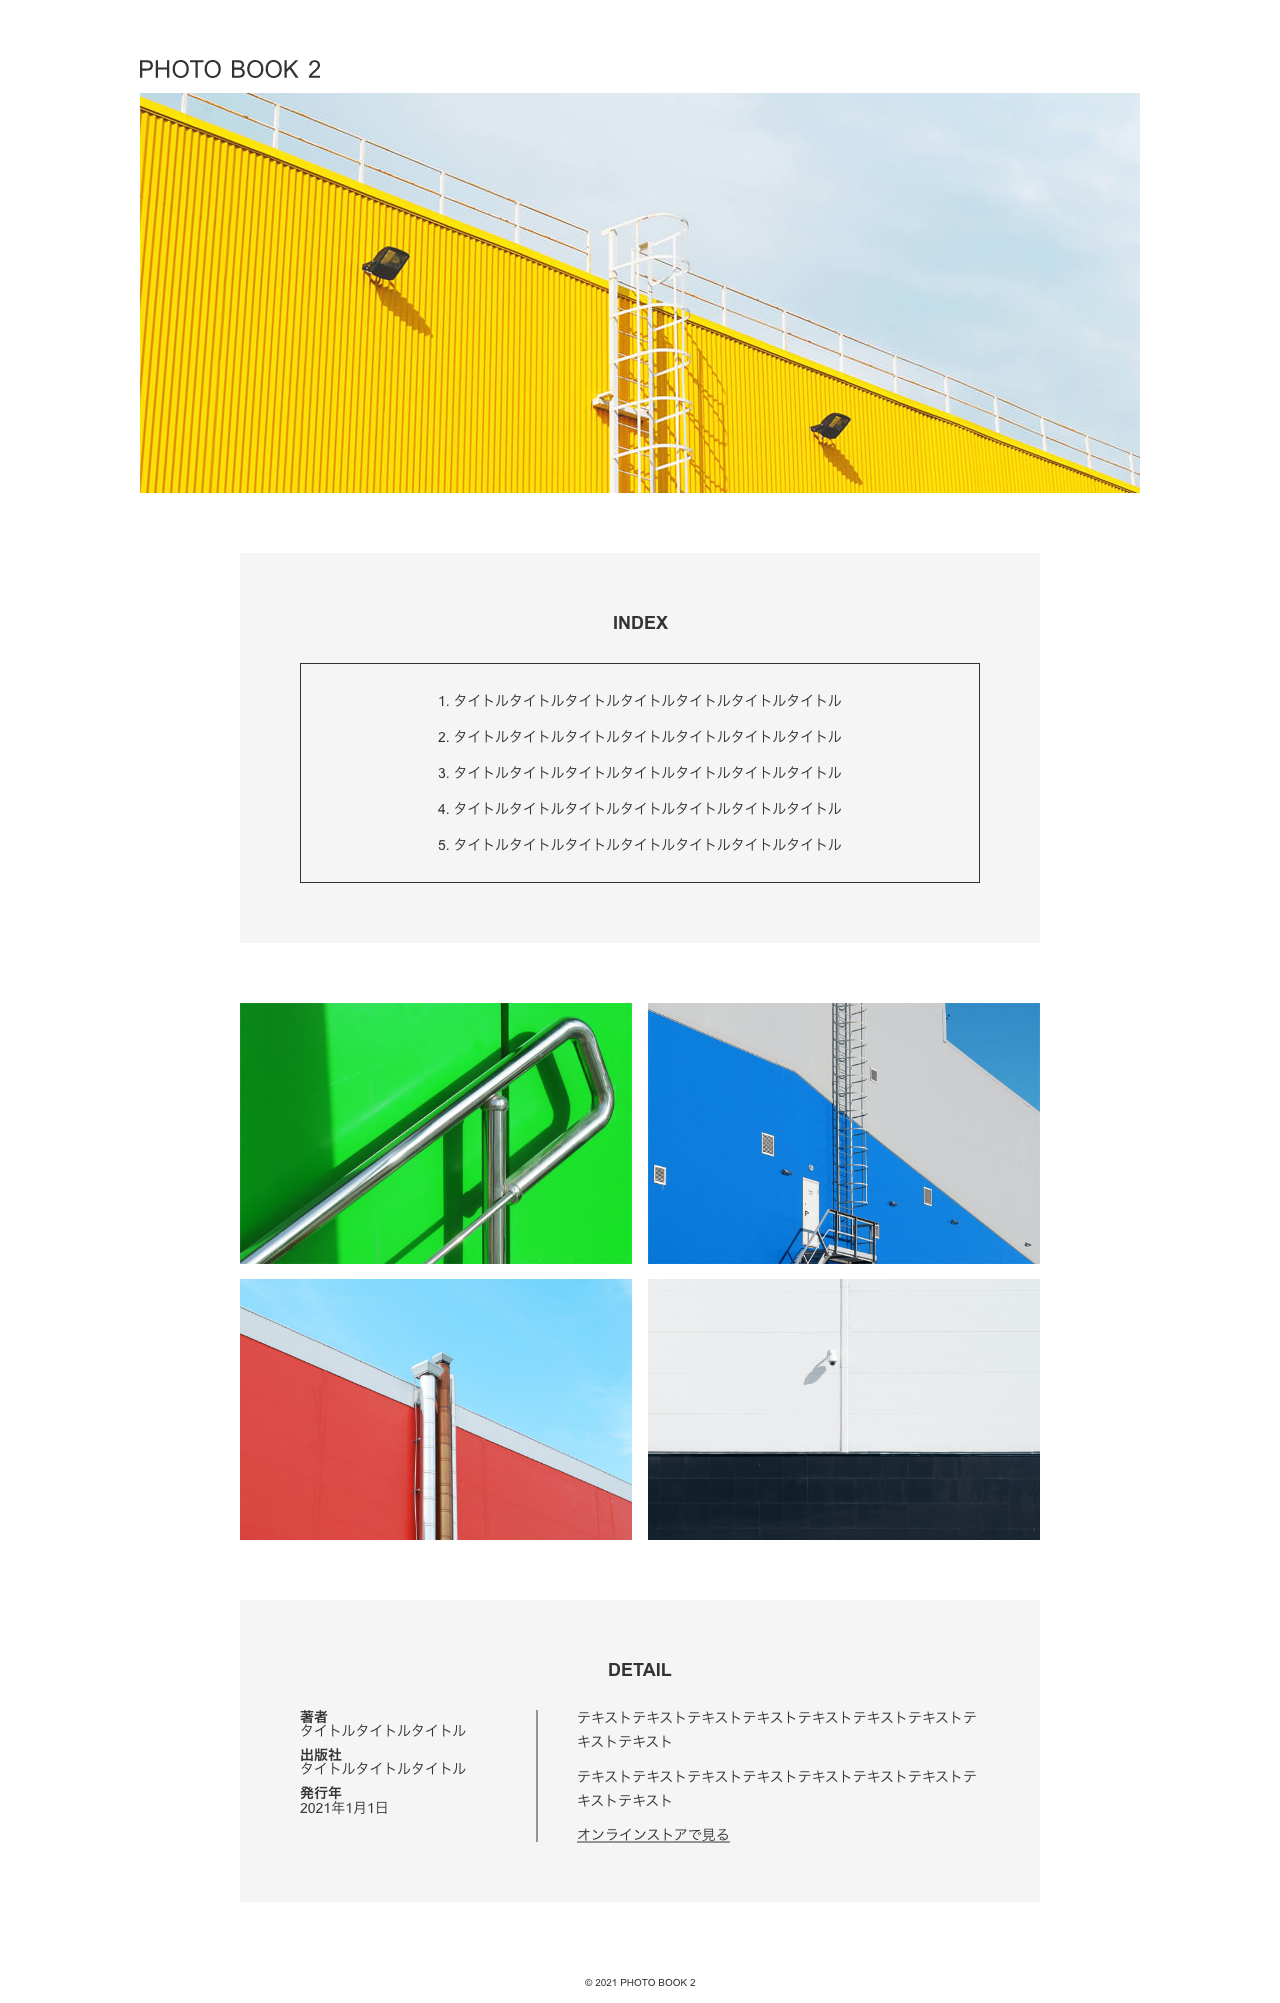 PHOTO BOOK 2
INDEX
1. タイトルタイトルタイトルタイトルタイトルタイトルタイトル
2. タイトルタイトルタイトルタイトルタイトルタイトルタイトル
3. タイトルタイトルタイトルタイトルタイトルタイトルタイトル
4. タイトルタイトルタイトルタイトルタイトルタイトルタイトル
5. タイトルタイトルタイトルタイトルタイトルタイトルタイトル
DETAIL
著者
タイトルタイトルタイトル
出版社
タイトルタイトルタイトル
発行年
2021年1月1日
テキストテキストテキストテキストテキストテキストテキストテ
キストテキスト
テキストテキストテキストテキストテキストテキストテキストテ
キストテキスト
オンラインストアで見る
© 2021 PHOTO BOOK 2